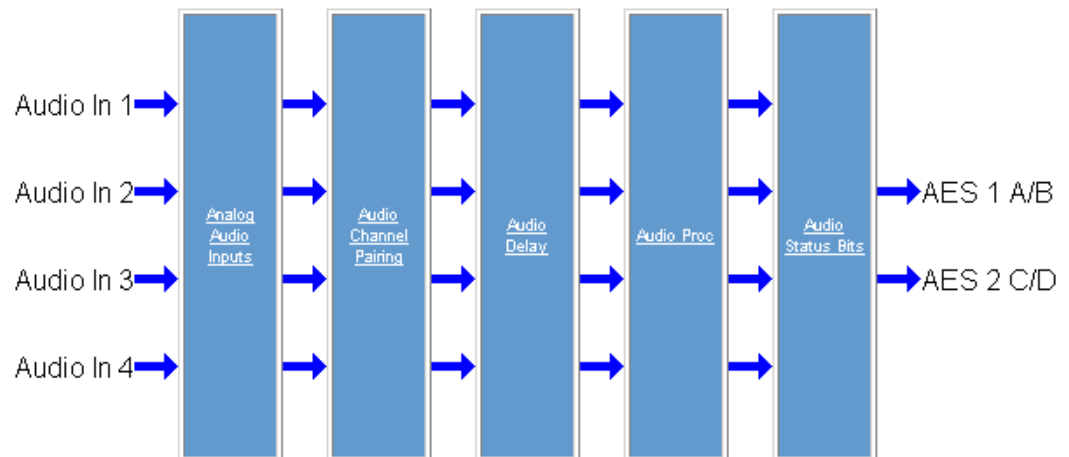 Audio In 1
Audio In 2
Audio In 3
Audio In 4
Analog
Audio
Inputs
Audio
Channel
Pairing
Audio
Delay
Audio Proc
Audio
Status Bits
AES 1 A/B
AES 2 C/D